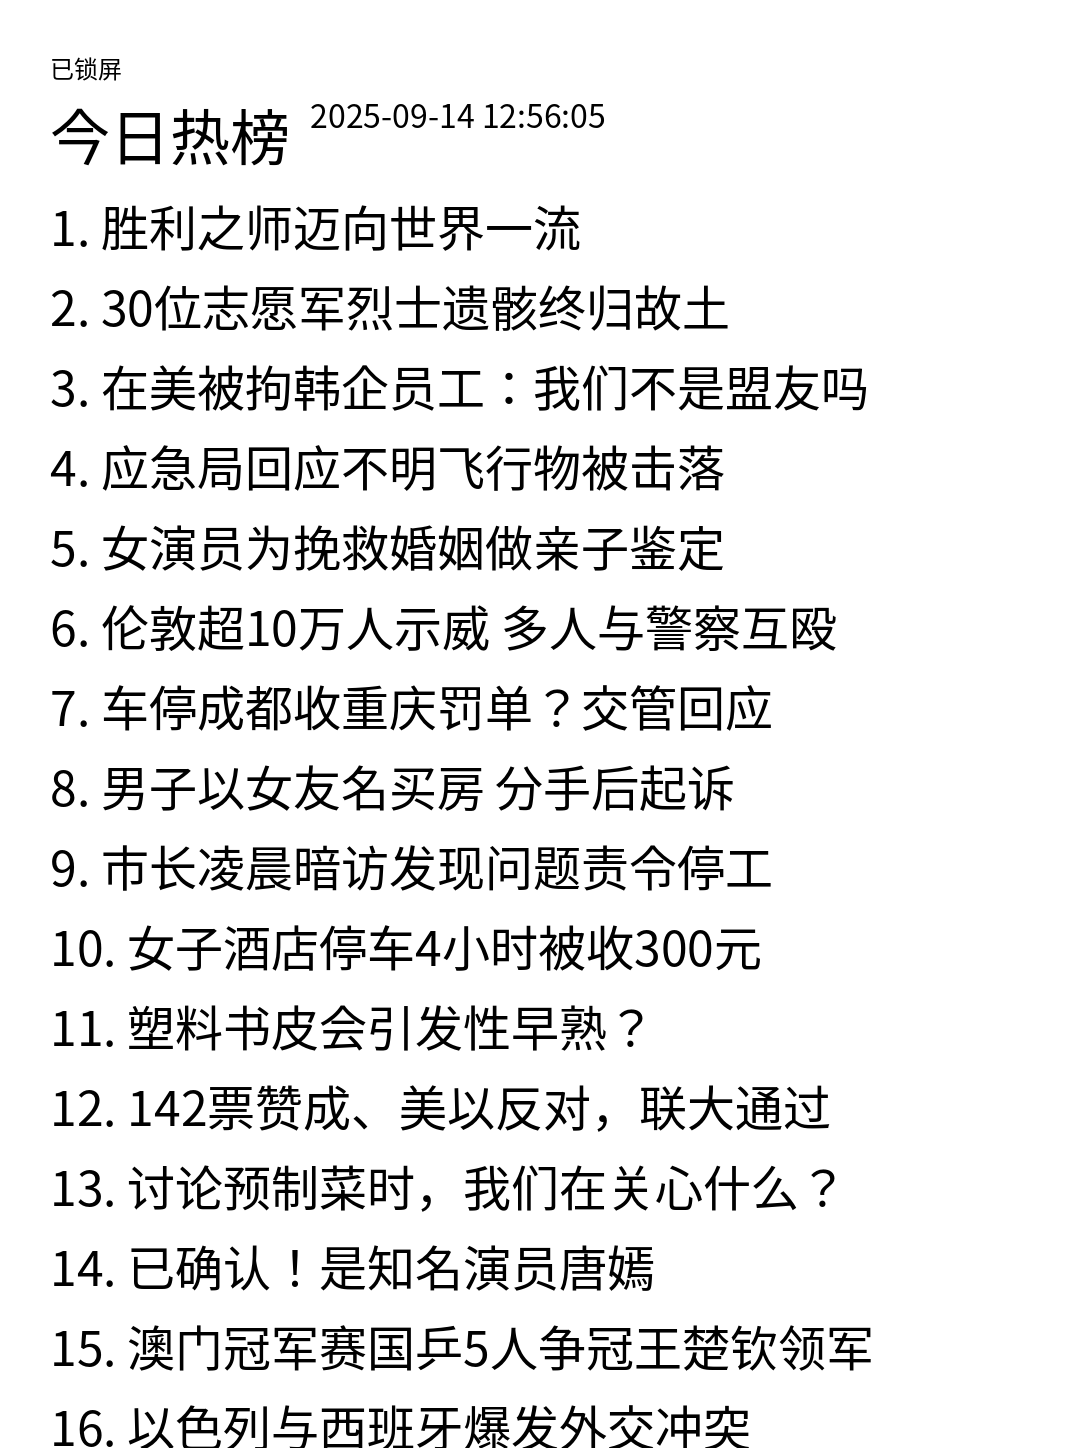 已锁屏
今日热榜 2025-09-14 12:56:05
1. 胜利之师迈向世界一流
2. 30位志愿军烈士遗骸终归故土
3. 在美被拘韩企员工：我们不是盟友吗
4. 应急局回应不明飞行物被击落
5. 女演员为挽救婚姻做亲子鉴定
6. 伦敦超10万人示威 多人与警察互殴
7. 车停成都收重庆罚单？交管回应
8. 男子以女友名买房 分手后起诉
9. 市长凌晨暗访发现问题责令停工
10. 女子酒店停车4小时被收300元
11. 塑料书皮会引发性早熟？
12. 142票赞成、美以反对，联大通过
13. 讨论预制菜时，我们在关心什么？
14. 已确认！是知名演员唐嫣
15. 澳门冠军赛国乒5人争冠王楚钦领军
16. 以色列与西班牙爆发外交冲突